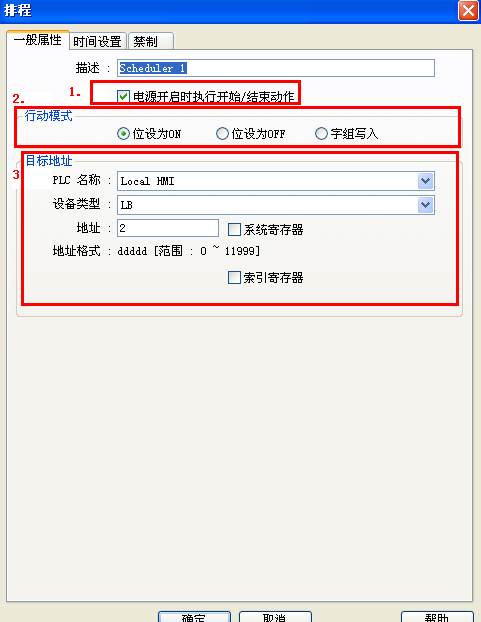 排程
一般属性 时间设置 禁制
描述 : Scheduler 1
1. 电源开启时执行开始/结束动作
2. 行动模式
位设为ON 位设为OFF 字组写入
目标地址
3 PLC 名称 : Local HMI
设备类型 : LB
地址 : 2 系统寄存器
地址格式 : ddddd [范围 : 0 ~ 11999]
索引寄存器
确定 取消 帮助